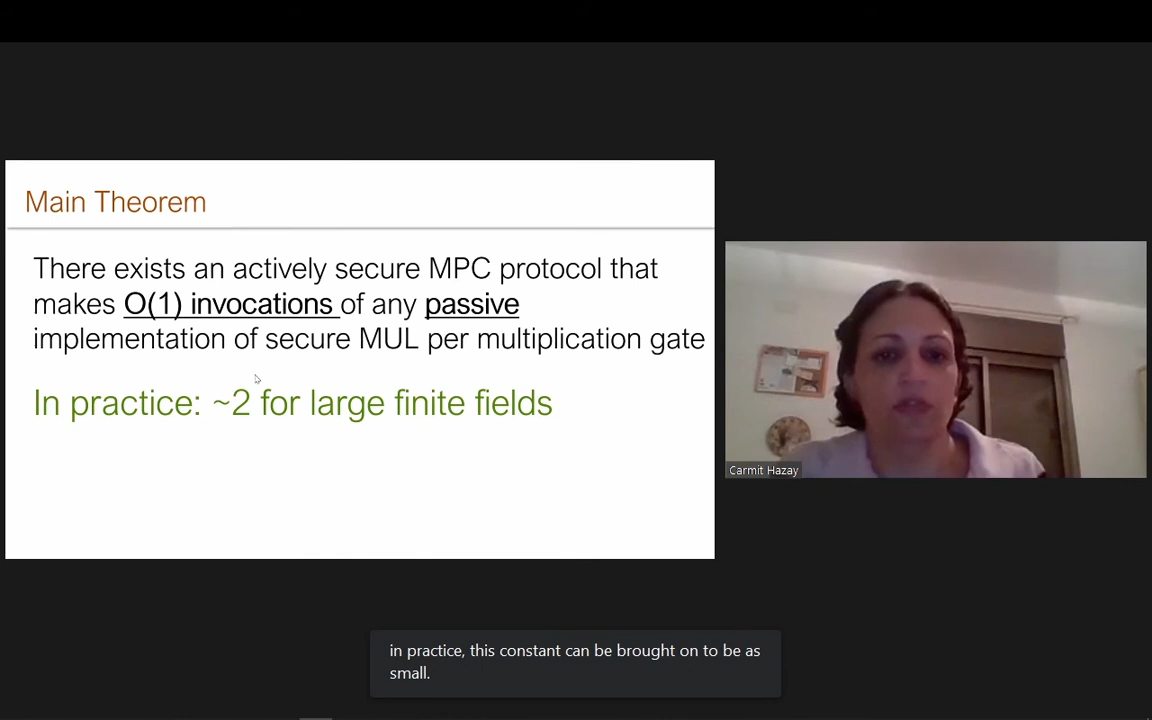 Main Theorem
There exists an actively secure MPC protocol that
makes O(1) invocations of any passive
implementation of secure MUL per multiplication gate
In practice: ~2 for large finite fields
Carmit Hazay
in practice, this constant can be brought on to be as
small.